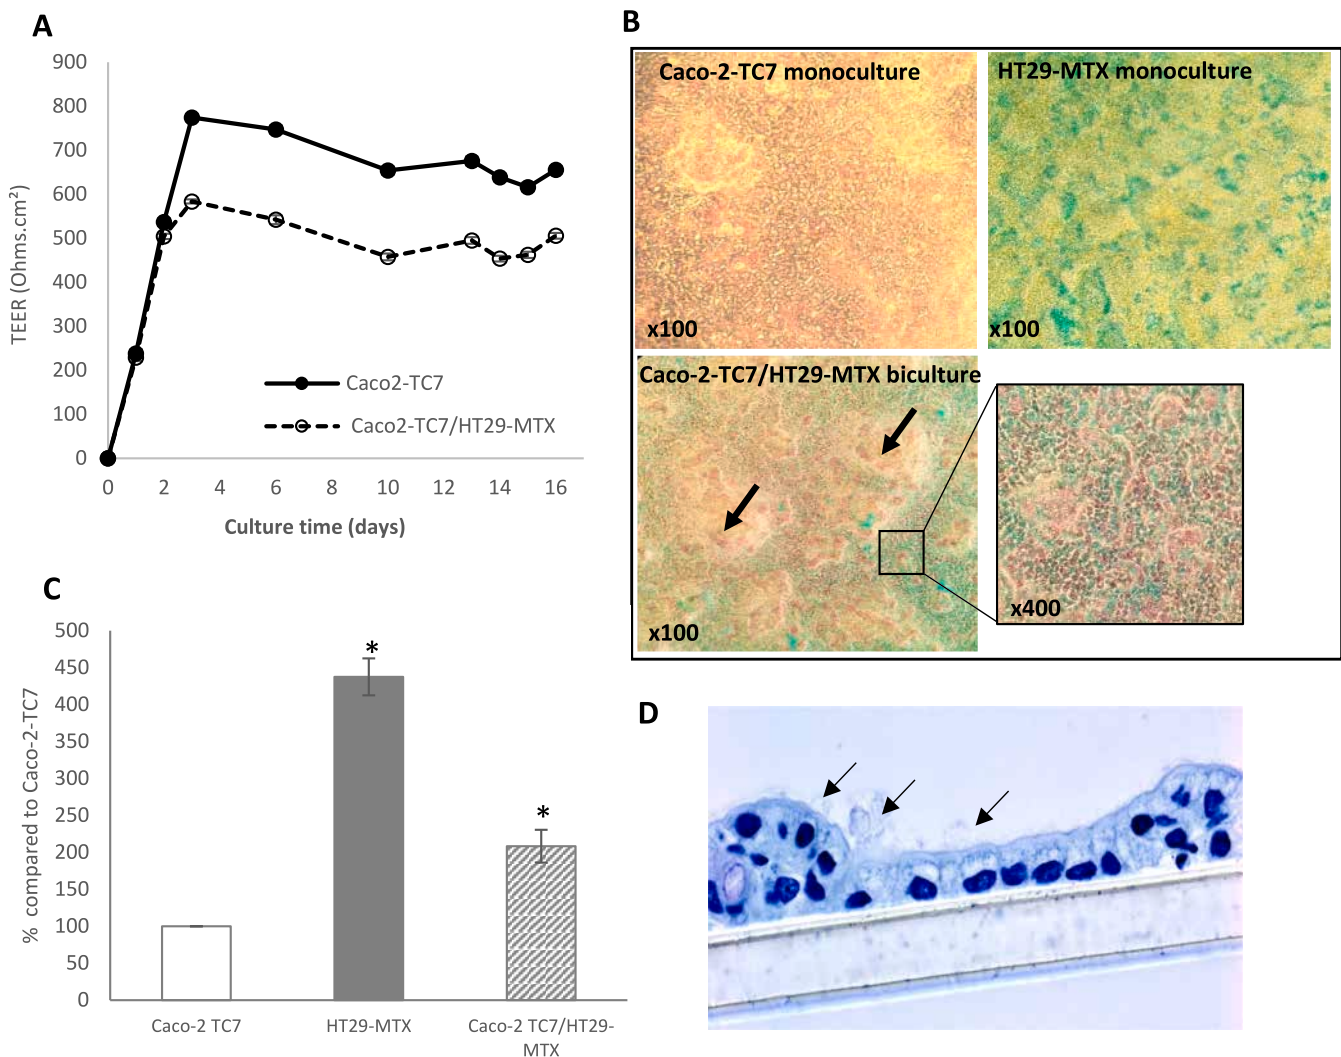 A
900
800
700
600
500
400
300
200
100
0
TEER (Ohms.cm²)
Caco2-TC7
Caco2-TC7/HT29-MTX
0 2 4 6 8 10 12 14 16
Culture time (days)
B
Caco-2-TC7 monoculture
x100
HT29-MTX monoculture
x100
Caco-2-TC7/HT29-MTX biculture
x100
x400
C
500
450
400
350
300
250
200
150
100
50
0
% compared to Caco-2-TC7
*
*
Caco-2 TC7
HT29-MTX
Caco-2 TC7/HT29-
MTX
D